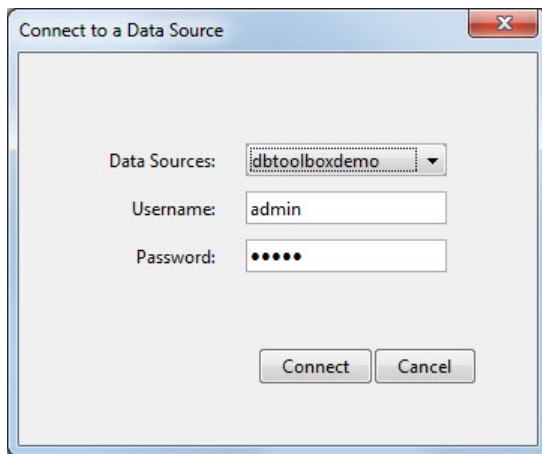 Connect to a Data Source
Data Sources: dbtoolboxdemo
Username: admin
Password: •••••
Connect Cancel